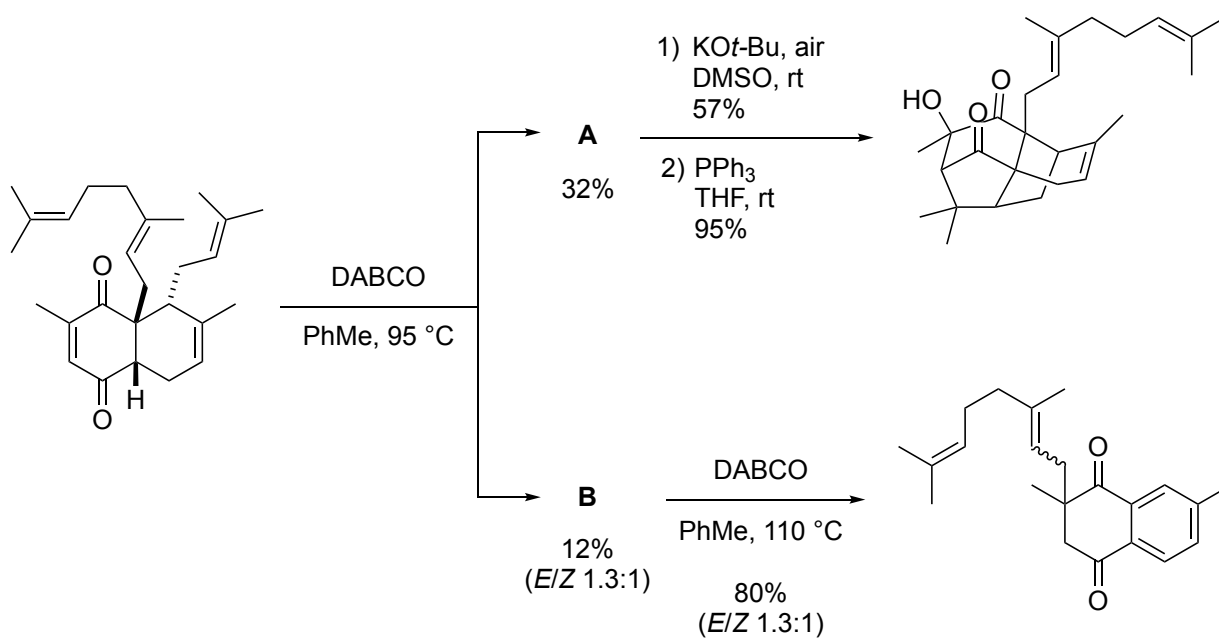 1) KOt-Bu, air
DMSO, rt
57%
2) PPh3
THF, rt
95%
A
32%
HO
O
O
O
O
H
DABCO
PhMe, 95 °C
B
12%
(E/Z 1.3:1)
DABCO
PhMe, 110 °C
80%
(E/Z 1.3:1)
O
O